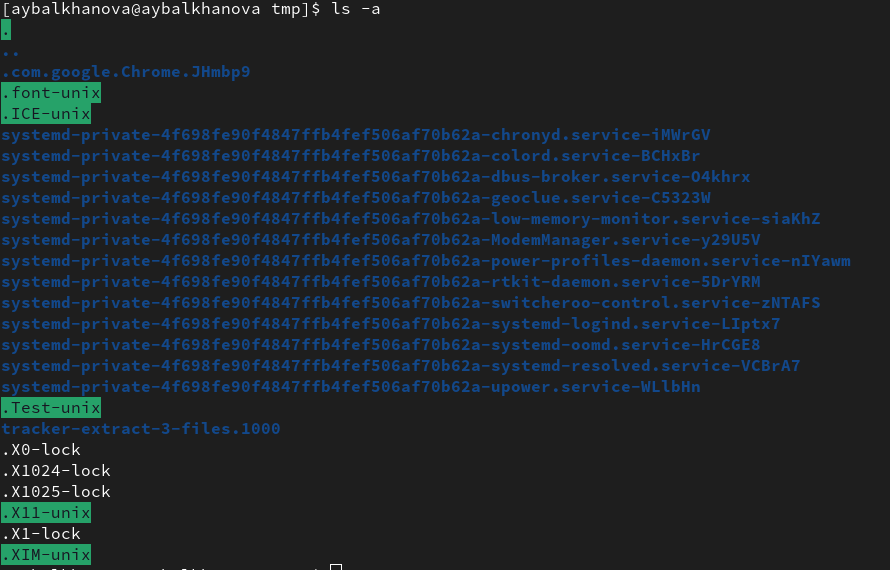 [aybalkhanova@aybalkhanova tmp]$ ls -a
.
..
.com.google.Chrome.JHmbp9
.font-unix
.ICE-unix
systemd-private-4f698fe90f4847ffb4fef506af70b62a-chronyd.service-iMWrGV
systemd-private-4f698fe90f4847ffb4fef506af70b62a-colord.service-BCHxBr
systemd-private-4f698fe90f4847ffb4fef506af70b62a-dbus-broker.service-O4khrx
systemd-private-4f698fe90f4847ffb4fef506af70b62a-geoclue.service-C5323W
systemd-private-4f698fe90f4847ffb4fef506af70b62a-low-memory-monitor.service-siaKhZ
systemd-private-4f698fe90f4847ffb4fef506af70b62a-ModemManager.service-y29U5V
systemd-private-4f698fe90f4847ffb4fef506af70b62a-power-profiles-daemon.service-nIYawm
systemd-private-4f698fe90f4847ffb4fef506af70b62a-rtkit-daemon.service-5DrYRM
systemd-private-4f698fe90f4847ffb4fef506af70b62a-switcheroo-control.service-zNTAFS
systemd-private-4f698fe90f4847ffb4fef506af70b62a-systemd-logind.service-LIptx7
systemd-private-4f698fe90f4847ffb4fef506af70b62a-systemd-oomd.service-HrCGE8
systemd-private-4f698fe90f4847ffb4fef506af70b62a-systemd-resolved.service-VCBrA7
systemd-private-4f698fe90f4847ffb4fef506af70b62a-upower.service-WLlbHn
.Test-unix
tracker-extract-3-files.1000
.X0-lock
.X1024-lock
.X1025-lock
.X11-unix
.X1-lock
.XIM-unix